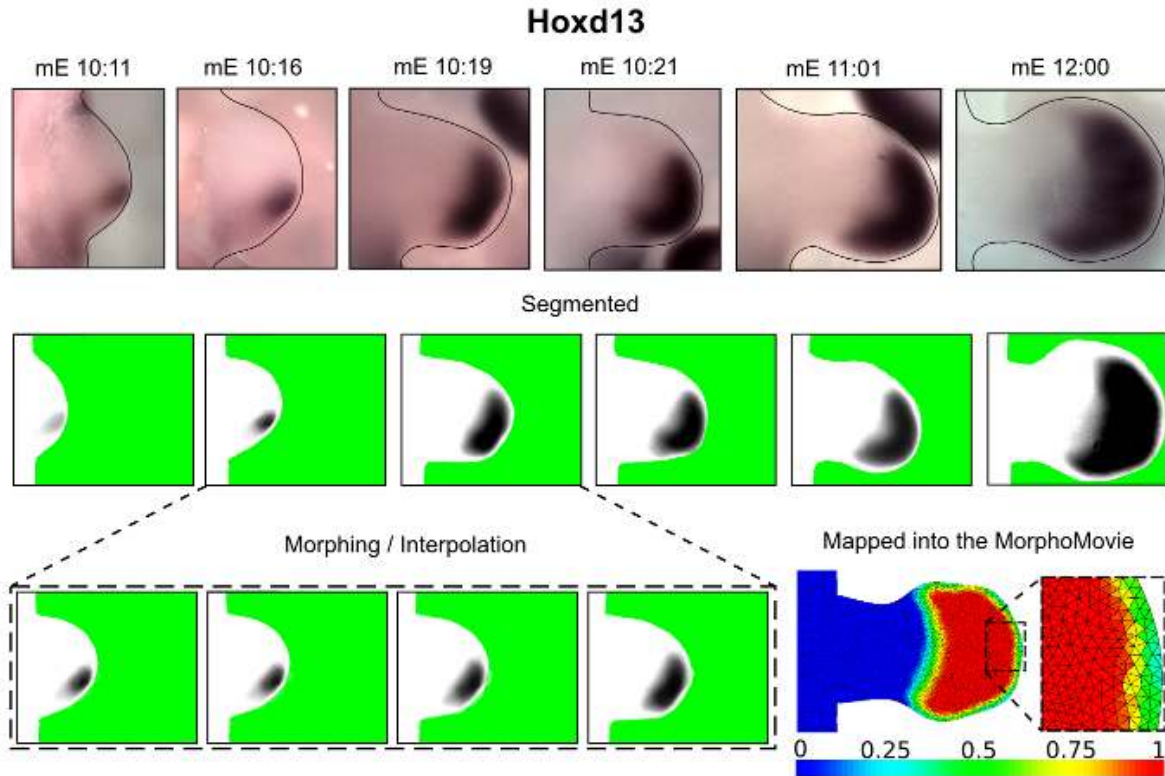 Hoxd13
mE 10:11 mE 10:16 mE 10:19 mE 10:21 mE 11:01 mE 12:00
Segmented
Morphing / Interpolation
Mapped into the MorphoMovie
0 0.25 0.5 0.75 1